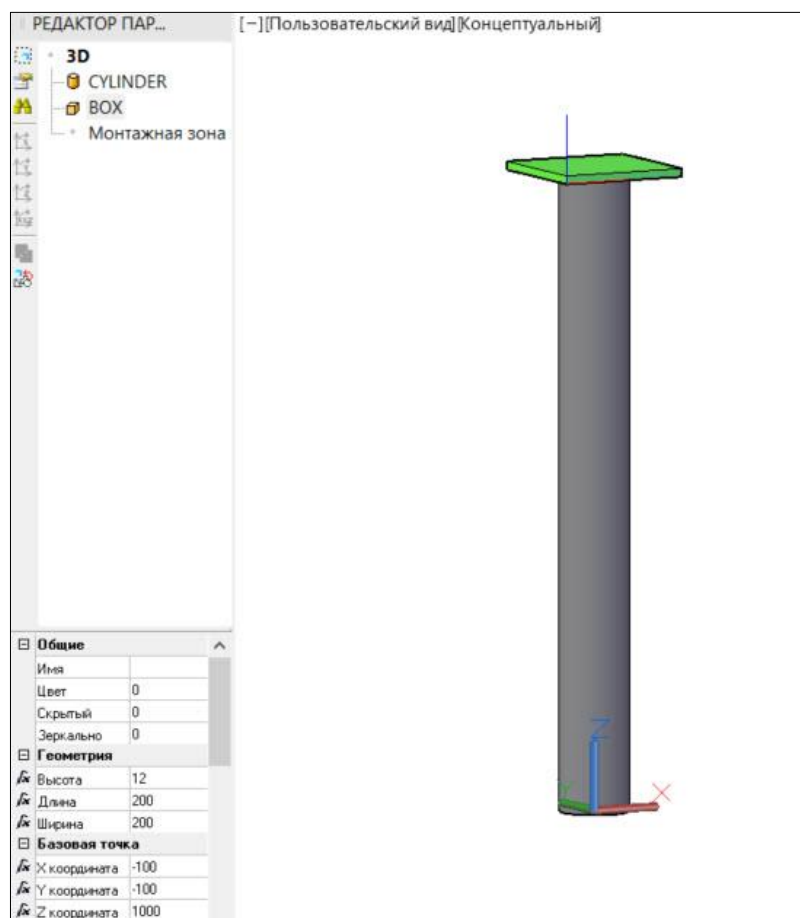 РЕДАКТОР ПАР...
[−][Пользовательский вид][Концептуальный]
3D
CYLINDER
BOX
Монтажная зона
Z
Y
X
Общие
Имя
Цвет 0
Скрытый 0
Зеркально 0
Геометрия
Высота 12
Длина 200
Ширина 200
Базовая точка
X координата -100
Y координата -100
Z координата 1000